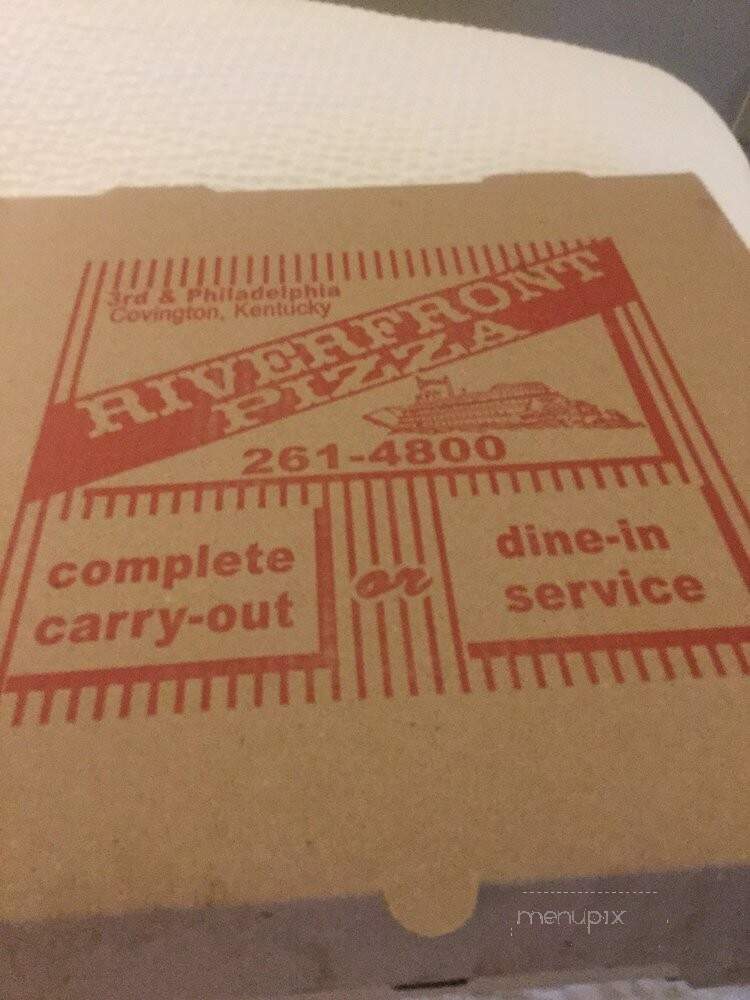 3rd & Philadelphia
Covington, Kentucky
RIVERFRONT
PIZZA
261-4800
complete
carry-out
or
dine-in
service
menupix